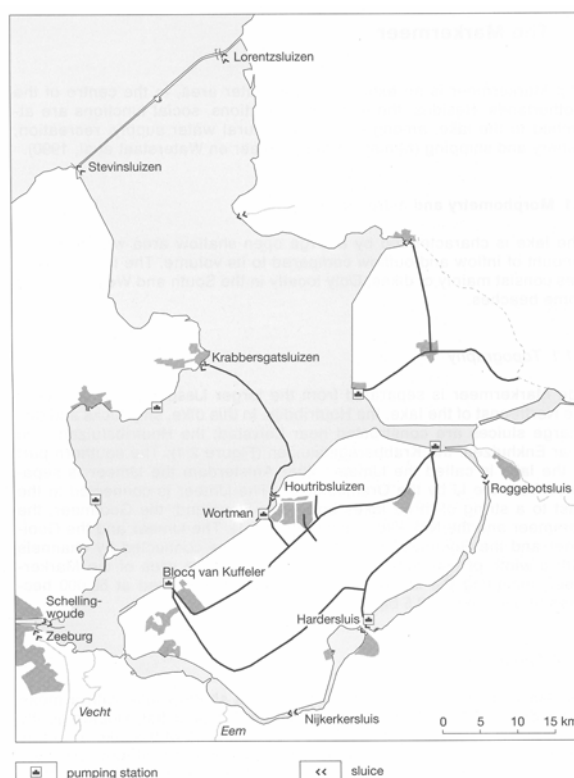 Lorentzsluizen
Stevinsluizen
Krabbersgatsluizen
Houtribsluizen
Wortman
Roggebotsluis
Blocq van Kuffeler
Schelling-
woude
Zeeburg
Hardersluis
Nijkerkersluis
Vecht
Eem
0 5 10 15 km
pumping station
sluice